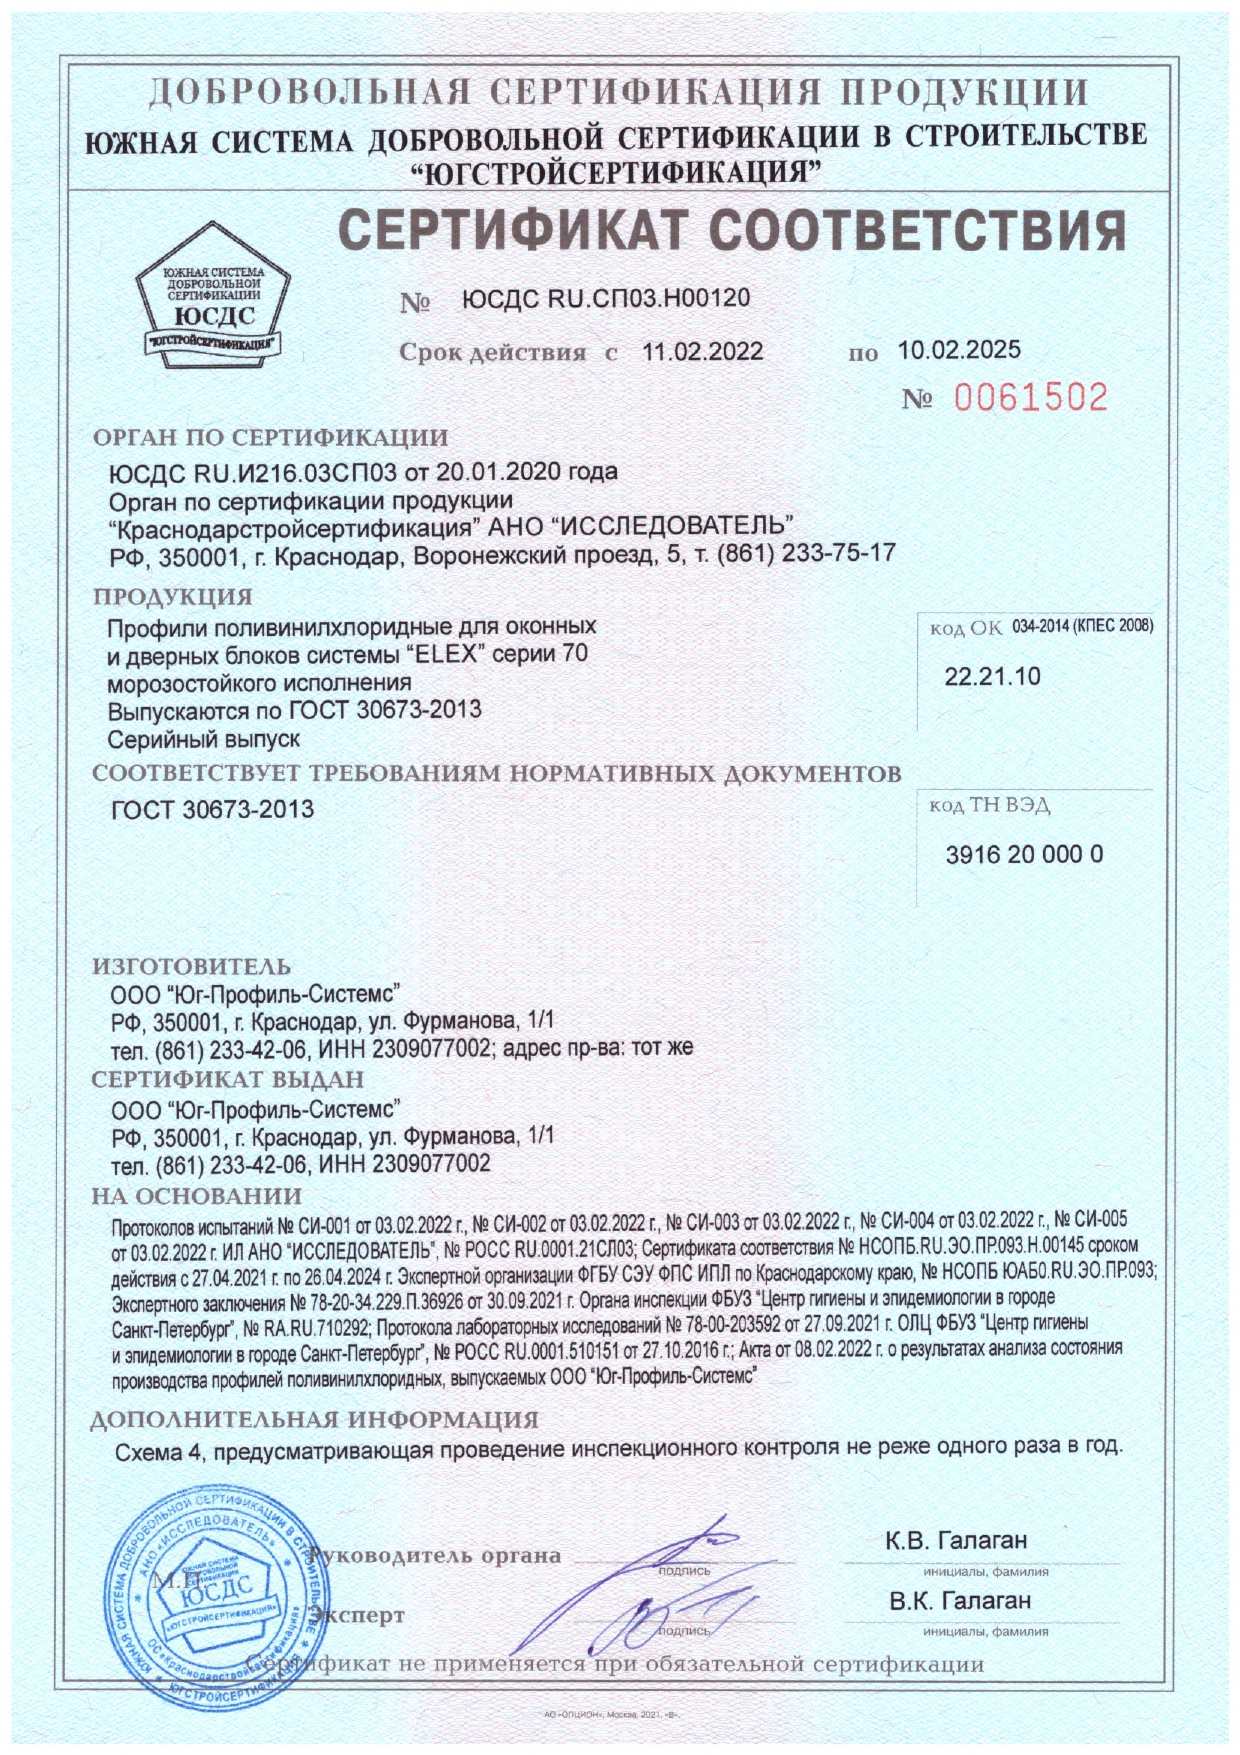 ДОБРОВОЛЬНАЯ СЕРТИФИКАЦИЯ ПРОДУКЦИИ
ЮЖНАЯ СИСТЕМА ДОБРОВОЛЬНОЙ СЕРТИФИКАЦИИ В СТРОИТЕЛЬСТВЕ
“ЮГСТРОЙСЕРТИФИКАЦИЯ”
СЕРТИФИКАТ СООТВЕТСТВИЯ
ЮЖНАЯ СИСТЕМА
ДОБРОВОЛЬНОЙ
СЕРТИФИКАЦИИ
ЮСДС
"ЮГСТРОЙСЕРТИФИКАЦИЯ"
№ ЮСДС RU.СП03.Н00120
Срок действия с 11.02.2022 по 10.02.2025
№ 0061502
ОРГАН ПО СЕРТИФИКАЦИИ
ЮСДС RU.И216.03СП03 от 20.01.2020 года
Орган по сертификации продукции
“Краснодарстройсертификация” АНО “ИССЛЕДОВАТЕЛЬ”
РФ, 350001, г. Краснодар, Воронежский проезд, 5, т. (861) 233-75-17
ПРОДУКЦИЯ
Профили поливинилхлоридные для оконных
и дверных блоков системы “ELEX” серии 70
морозостойкого исполнения
Выпускаются по ГОСТ 30673-2013
Серийный выпуск
код ОК 034-2014 (КПЕС 2008)
22.21.10
СООТВЕТСТВУЕТ ТРЕБОВАНИЯМ НОРМАТИВНЫХ ДОКУМЕНТОВ
ГОСТ 30673-2013
код ТН ВЭД
3916 20 000 0
ИЗГОТОВИТЕЛЬ
ООО “Юг-Профиль-Системс”
РФ, 350001, г. Краснодар, ул. Фурманова, 1/1
тел. (861) 233-42-06, ИНН 2309077002; адрес пр-ва: тот же
СЕРТИФИКАТ ВЫДАН
ООО “Юг-Профиль-Системс”
РФ, 350001, г. Краснодар, ул. Фурманова, 1/1
тел. (861) 233-42-06, ИНН 2309077002
НА ОСНОВАНИИ
Протоколов испытаний № СИ-001 от 03.02.2022 г., № СИ-002 от 03.02.2022 г., № СИ-003 от 03.02.2022 г., № СИ-004 от 03.02.2022 г., № СИ-005
от 03.02.2022 г. ИЛ АНО “ИССЛЕДОВАТЕЛЬ”, № РОСС RU.0001.21СЛ03; Сертификата соответствия № НСОПБ.RU.ЭО.ПР.093.Н.00145 сроком
действия с 27.04.2021 г. по 26.04.2024 г. Экспертной организации ФГБУ СЭУ ФПС ИПЛ по Краснодарскому краю, № НСОПБ ЮАБ0.RU.ЭО.ПР.093;
Экспертного заключения № 78-20-34.229.П.36926 от 30.09.2021 г. Органа инспекции ФБУЗ “Центр гигиены и эпидемиологии в городе
Санкт-Петербург”, № RA.RU.710292; Протокола лабораторных исследований № 78-00-203592 от 27.09.2021 г. ОЛЦ ФБУЗ “Центр гигиены
и эпидемиологии в городе Санкт-Петербург”, № РОСС RU.0001.510151 от 27.10.2016 г.; Акта от 08.02.2022 г. о результатах анализа состояния
производства профилей поливинилхлоридных, выпускаемых ООО “Юг-Профиль-Системс”
ДОПОЛНИТЕЛЬНАЯ ИНФОРМАЦИЯ
Схема 4, предусматривающая проведение инспекционного контроля не реже одного раза в год.
ЮЖНАЯ СИСТЕМА ДОБРОВОЛЬНОЙ СЕРТИФИКАЦИИ В СТРОИТЕЛЬСТВЕ * ЮГСТРОЙСЕРТИФИКАЦИЯ *
* АНО «ИССЛЕДОВАТЕЛЬ» * ОС «Краснодарстройсертификация»
ЮЖНАЯ СИСТЕМА
ДОБРОВОЛЬНОЙ
СЕРТИФИКАЦИИ
ЮСДС
«ЮГСТРОЙСЕРТИФИКАЦИЯ»
М.П.
Руководитель органа
подпись
К.В. Галаган
инициалы, фамилия
Эксперт
подпись
В.К. Галаган
инициалы, фамилия
Сертификат не применяется при обязательной сертификации
АО «ОПЦИОН», Москва, 2021, «В».